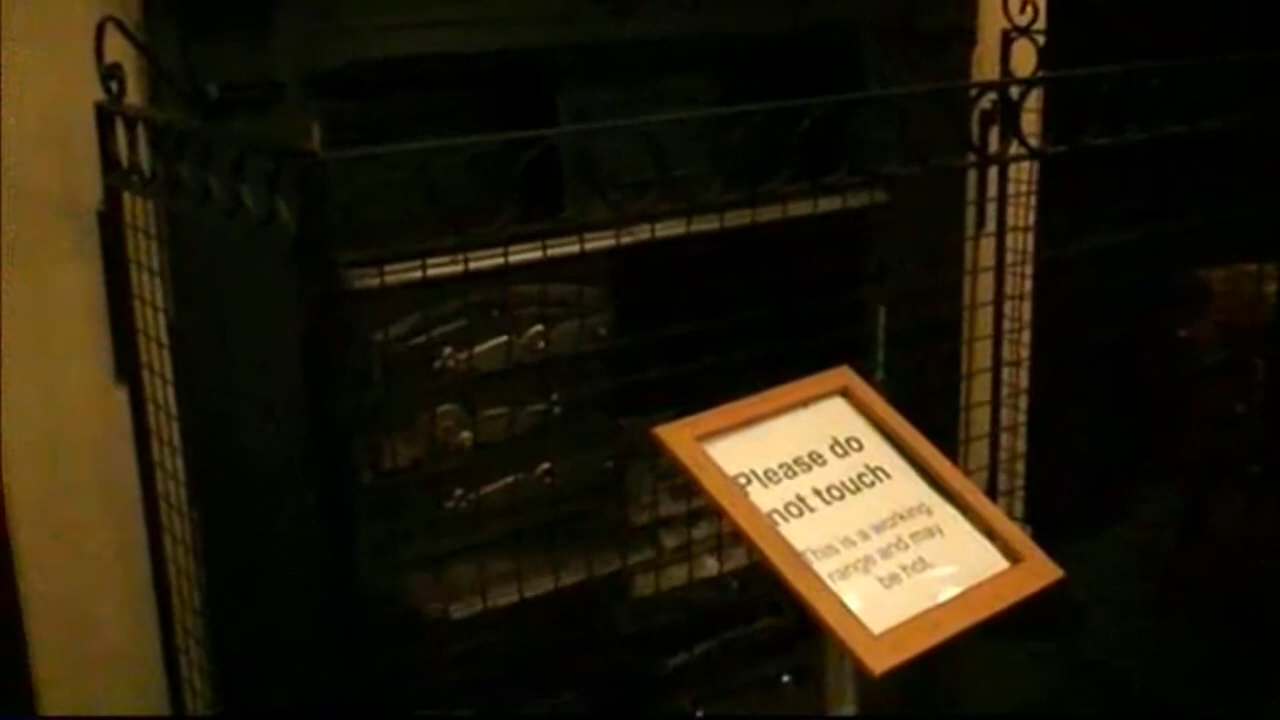 Please do
not touch
This is a working
range and may
be hot.